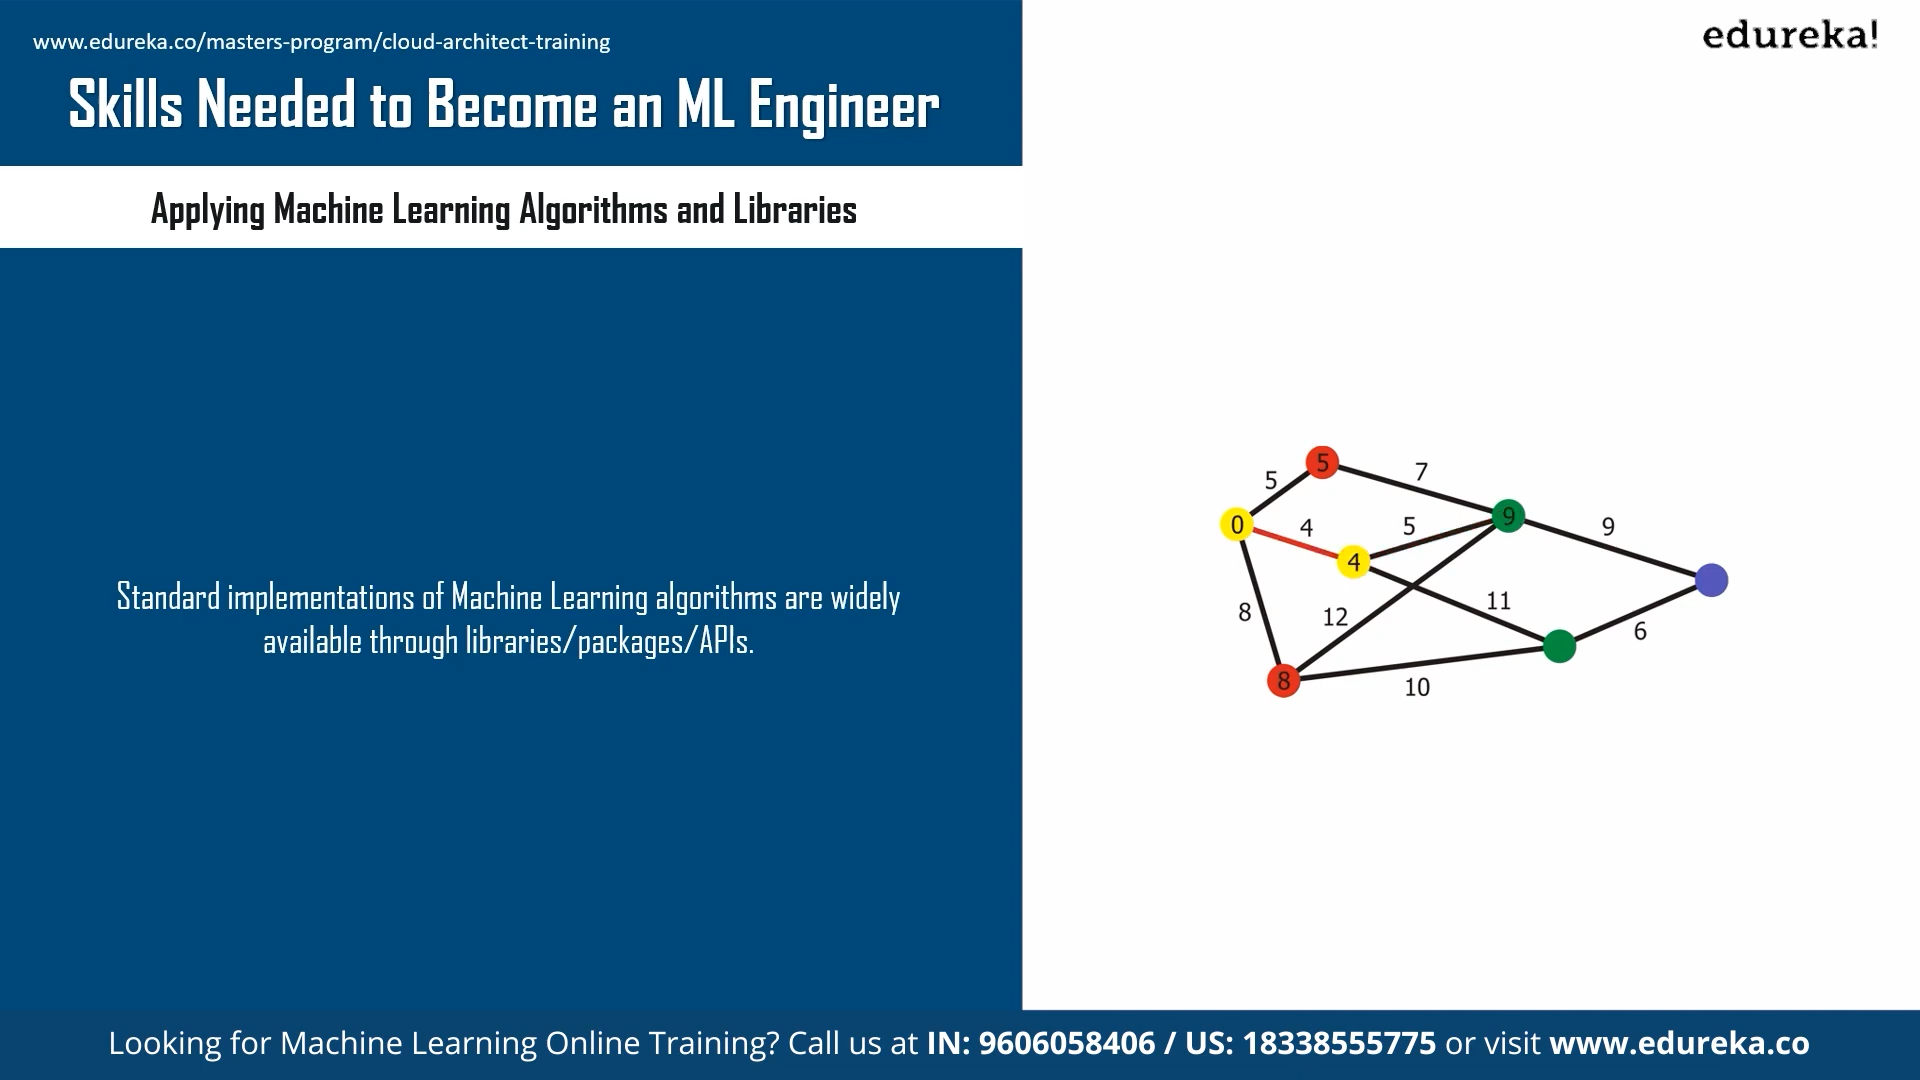 www.edureka.co/masters-program/cloud-architect-training
edureka!
Skills Needed to Become an ML Engineer
Applying Machine Learning Algorithms and Libraries
Standard implementations of Machine Learning algorithms are widely
available through libraries/packages/APIs.
5
5
7
0
4
5
9
9
4
8
12
11
6
8
10
Looking for Machine Learning Online Training? Call us at IN: 9606058406 / US: 18338555775 or visit www.edureka.co